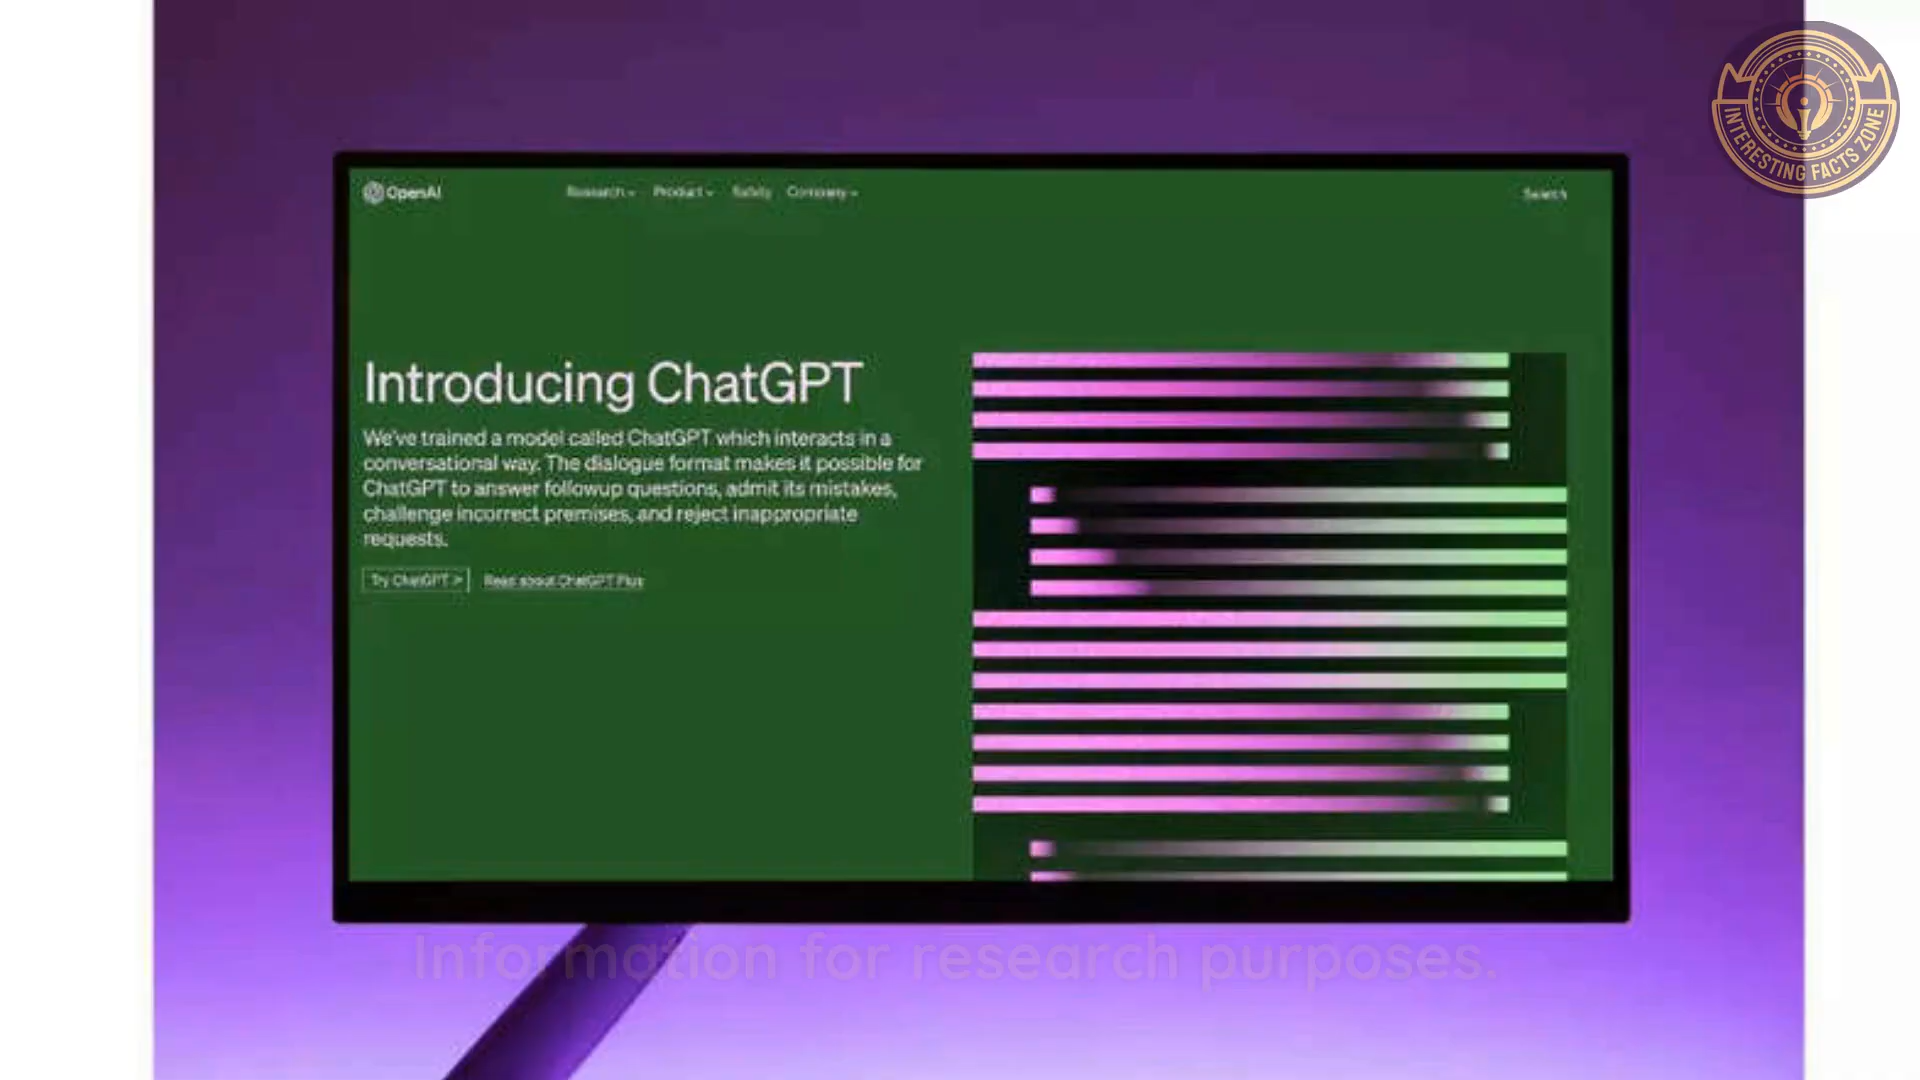 INTERESTING FACTS ZONE
OpenAI
Research Product Safety Company
Search
Introducing ChatGPT
We've trained a model called ChatGPT which interacts in a
conversational way. The dialogue format makes it possible for
ChatGPT to answer followup questions, admit its mistakes,
challenge incorrect premises, and reject inappropriate
requests.
Try ChatGPT >
Read about ChatGPT Plus
Information for research purposes.